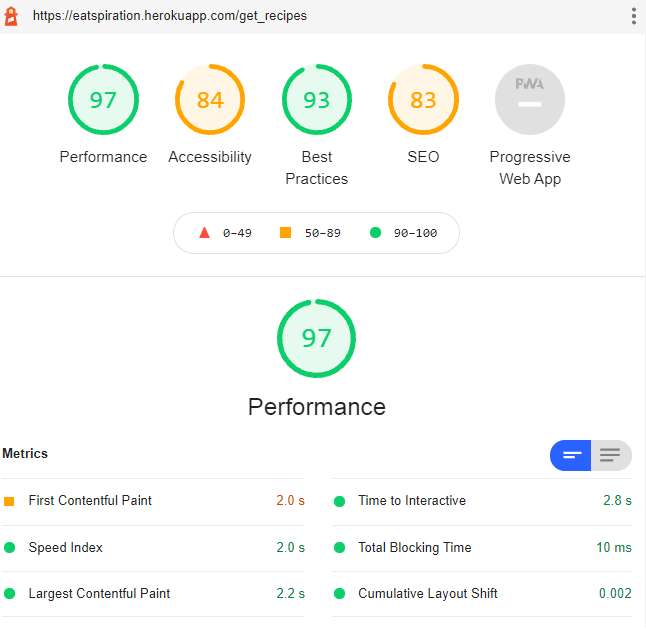 https://eatspiration.herokuapp.com/get_recipes
97 84 93 83 PWA
Performance Accessibility Best Practices SEO Progressive Web App
0–49 50–89 90–100
97
Performance
Metrics
First Contentful Paint 2.0 s
Time to Interactive 2.8 s
Speed Index 2.0 s
Total Blocking Time 10 ms
Largest Contentful Paint 2.2 s
Cumulative Layout Shift 0.002